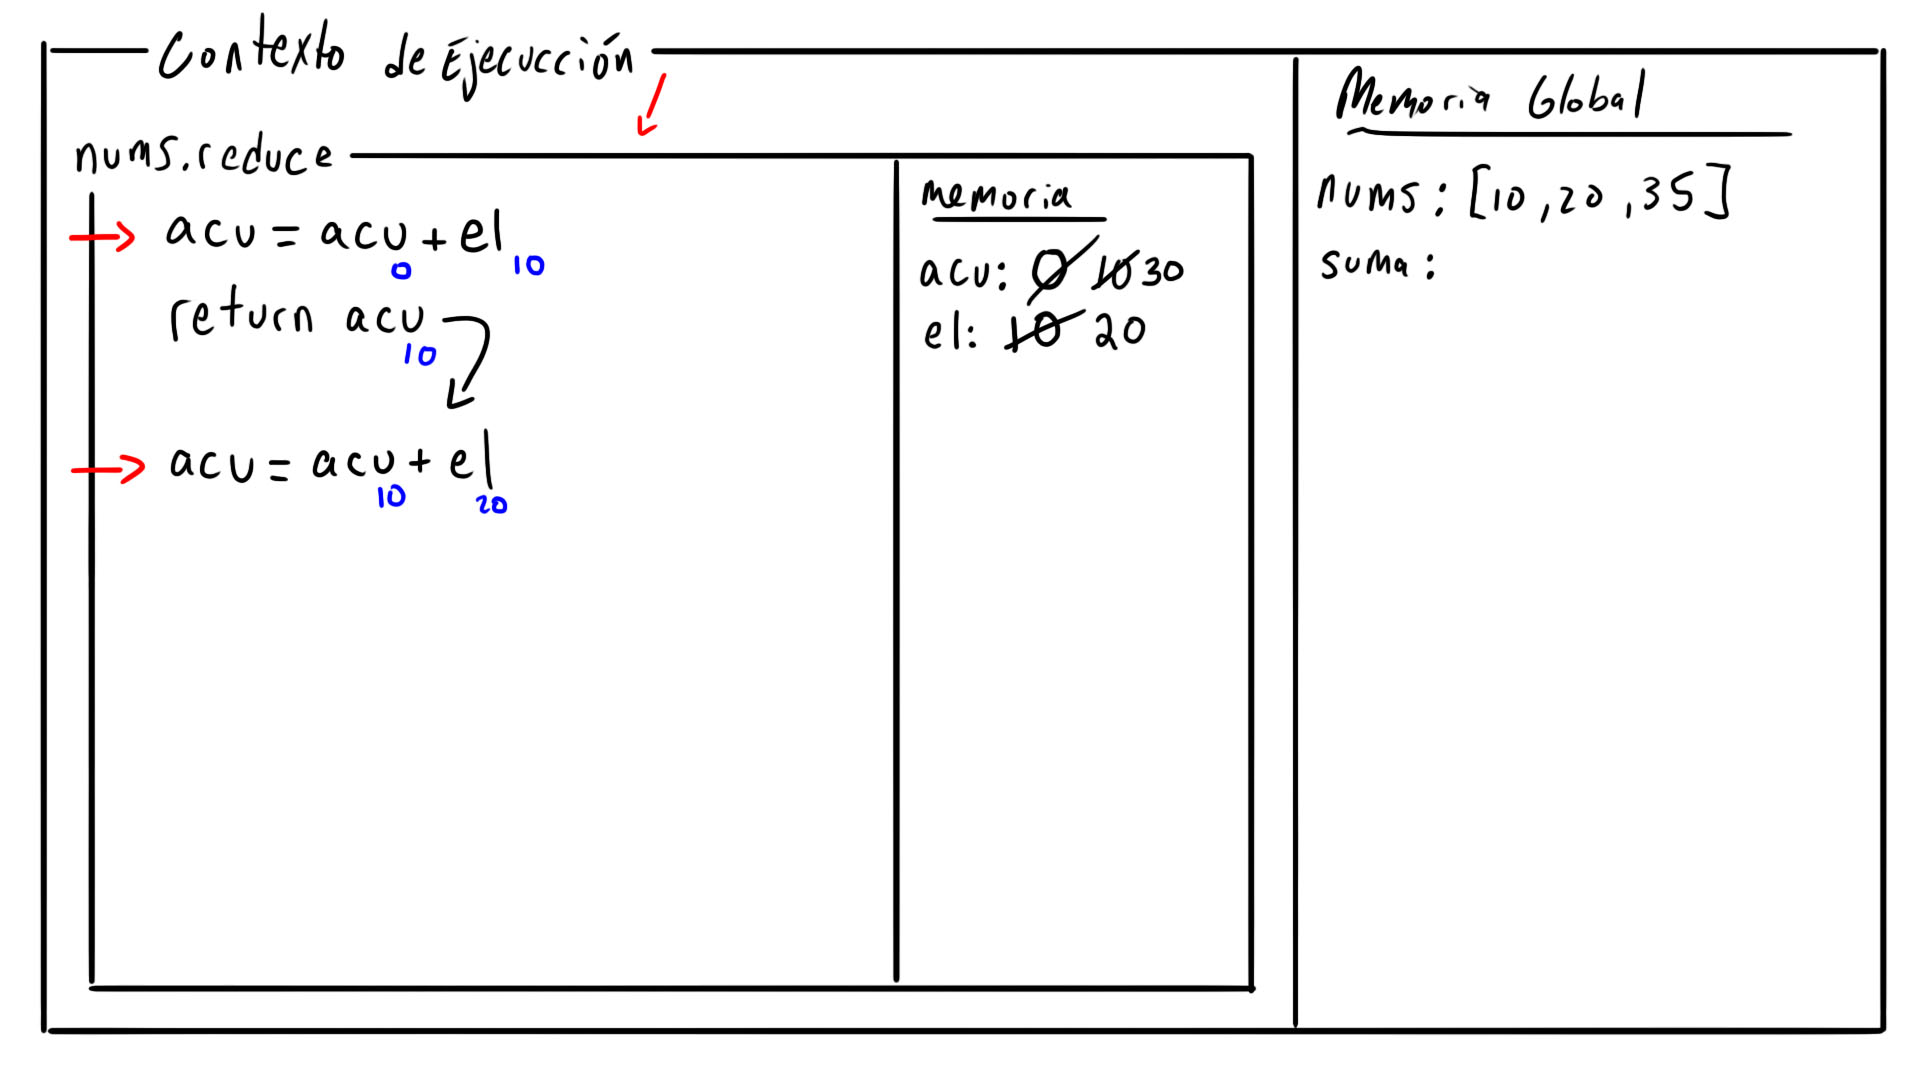 Contexto de Ejecucción
nums.reduce
acu = acu + el
0 10
return acu
10
acu = acu + el
10 20
memoria
acu: 0 10 30
el: 10 20
Memoria Global
nums: [10, 20, 35]
suma: